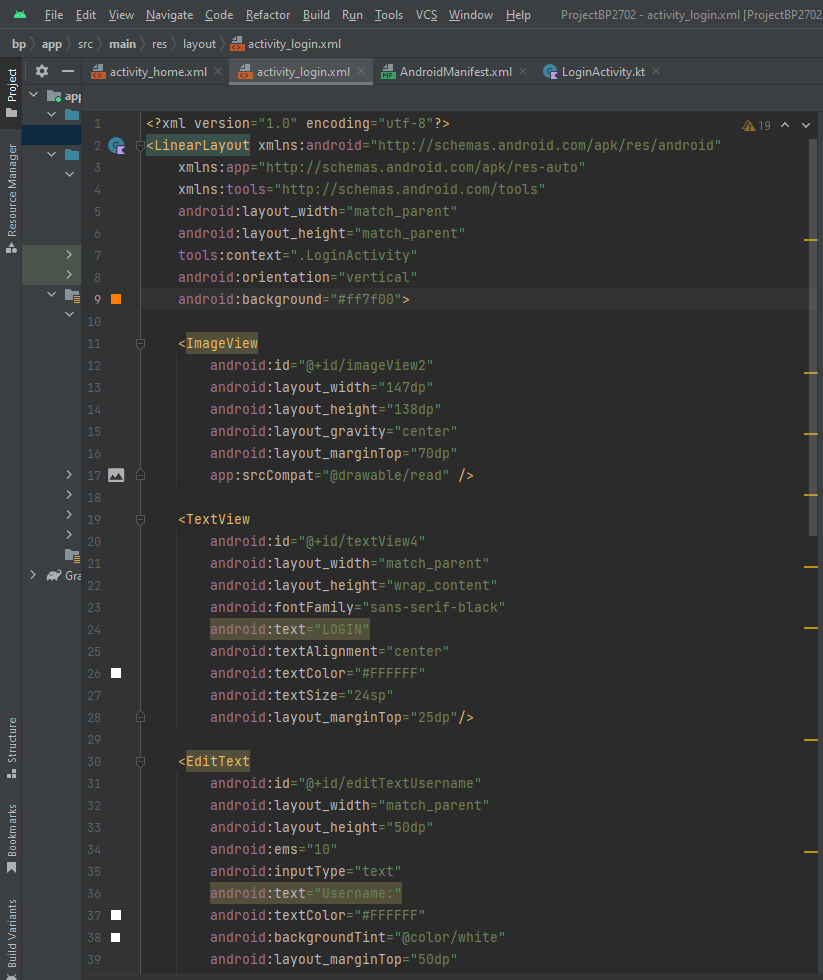 File Edit View Navigate Code Refactor Build Run Tools VCS Window Help ProjectBP2702 - activity_login.xml [ProjectBP2702
bp app src main res layout activity_login.xml
activity_home.xml activity_login.xml AndroidManifest.xml LoginActivity.kt
Project
Resource Manager
Structure
Bookmarks
Build Variants
app
Gra
19
1 <?xml version="1.0" encoding="utf-8"?>
2 <LinearLayout xmlns:android="http://schemas.android.com/apk/res/android"
3 xmlns:app="http://schemas.android.com/apk/res-auto"
4 xmlns:tools="http://schemas.android.com/tools"
5 android:layout_width="match_parent"
6 android:layout_height="match_parent"
7 tools:context=".LoginActivity"
8 android:orientation="vertical"
9 android:background="#ff7f00">
10
11 <ImageView
12 android:id="@+id/imageView2"
13 android:layout_width="147dp"
14 android:layout_height="138dp"
15 android:layout_gravity="center"
16 android:layout_marginTop="70dp"
17 app:srcCompat="@drawable/read" />
18
19 <TextView
20 android:id="@+id/textView4"
21 android:layout_width="match_parent"
22 android:layout_height="wrap_content"
23 android:fontFamily="sans-serif-black"
24 android:text="LOGIN"
25 android:textAlignment="center"
26 android:textColor="#FFFFFF"
27 android:textSize="24sp"
28 android:layout_marginTop="25dp"/>
29
30 <EditText
31 android:id="@+id/editTextUsername"
32 android:layout_width="match_parent"
33 android:layout_height="50dp"
34 android:ems="10"
35 android:inputType="text"
36 android:text="Username:"
37 android:textColor="#FFFFFF"
38 android:backgroundTint="@color/white"
39 android:layout_marginTop="50dp"